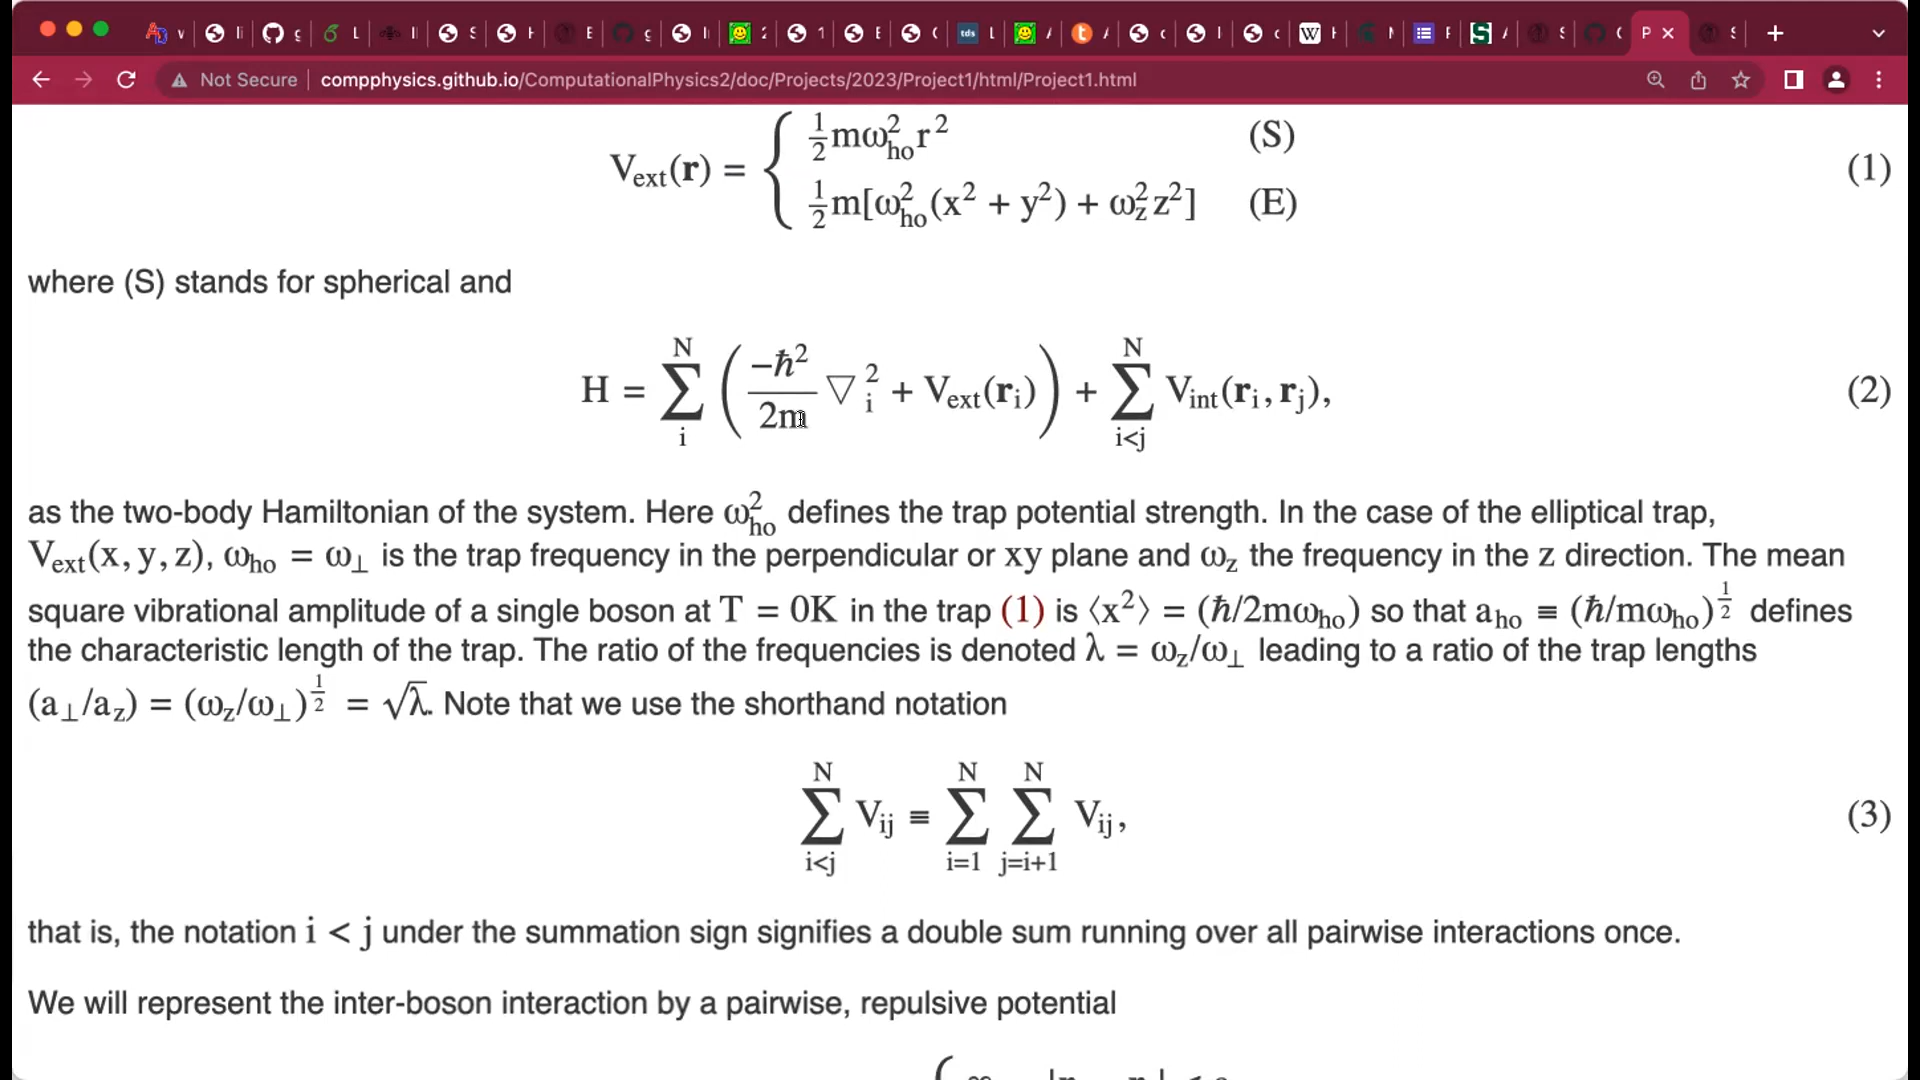 Not Secure | compphysics.github.io/ComputationalPhysics2/doc/Projects/2023/Project1/html/Project1.html
V_ext(r) = { ½mω²_ho r² (S)
½m[ω²_ho(x² + y²) + ω²_z z²] (E) (1)
where (S) stands for spherical and
H = ∑_i^N (−ħ²/2m ▽²_i + V_ext(r_i)) + ∑_{i<j}^N V_int(r_i, r_j), (2)
as the two-body Hamiltonian of the system. Here ω²_ho defines the trap potential strength. In the case of the elliptical trap,
V_ext(x, y, z), ω_ho = ω_⊥ is the trap frequency in the perpendicular or xy plane and ω_z the frequency in the z direction. The mean
square vibrational amplitude of a single boson at T = 0K in the trap (1) is ⟨x²⟩ = (ħ/2mω_ho) so that a_ho ≡ (ħ/mω_ho)^½ defines
the characteristic length of the trap. The ratio of the frequencies is denoted λ = ω_z/ω_⊥ leading to a ratio of the trap lengths
(a_⊥/a_z) = (ω_z/ω_⊥)^½ = √λ. Note that we use the shorthand notation
∑_{i<j}^N V_ij ≡ ∑_{i=1}^N ∑_{j=i+1}^N V_ij, (3)
that is, the notation i < j under the summation sign signifies a double sum running over all pairwise interactions once.
We will represent the inter-boson interaction by a pairwise, repulsive potential